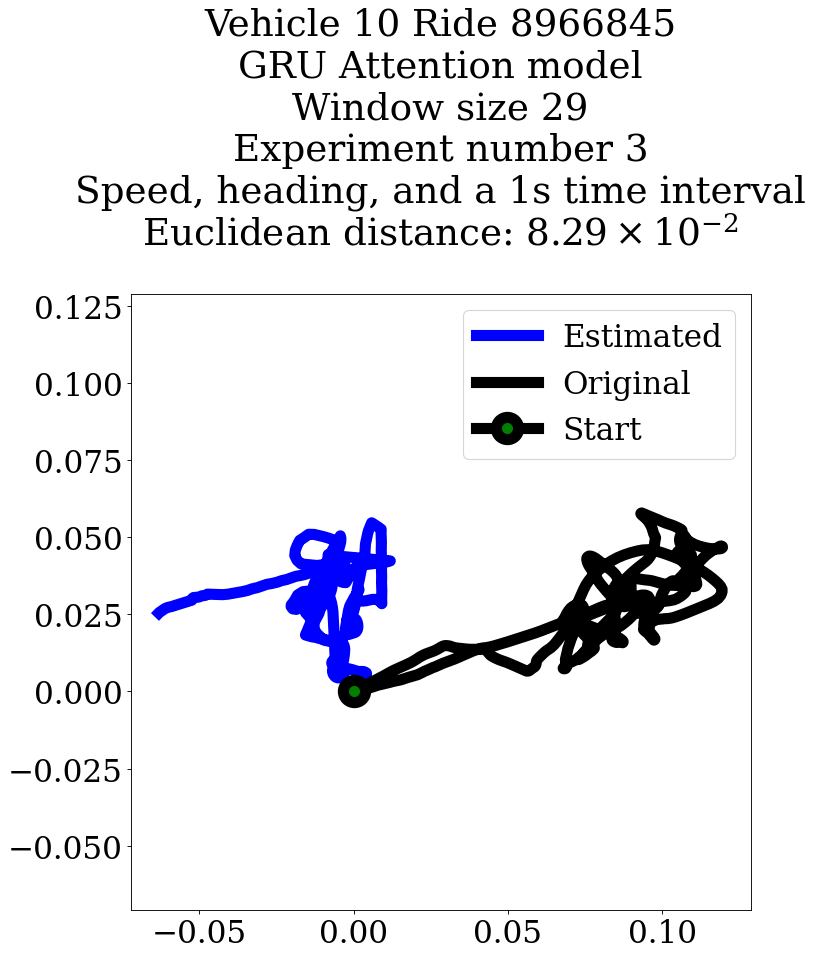 Vehicle 10 Ride 8966845
GRU Attention model
Window size 29
Experiment number 3
Speed, heading, and a 1s time interval
Euclidean distance: 8.29 × 10⁻²
Estimated
Original
Start
0.125
0.100
0.075
0.050
0.025
0.000
−0.025
−0.050
−0.05 0.00 0.05 0.10